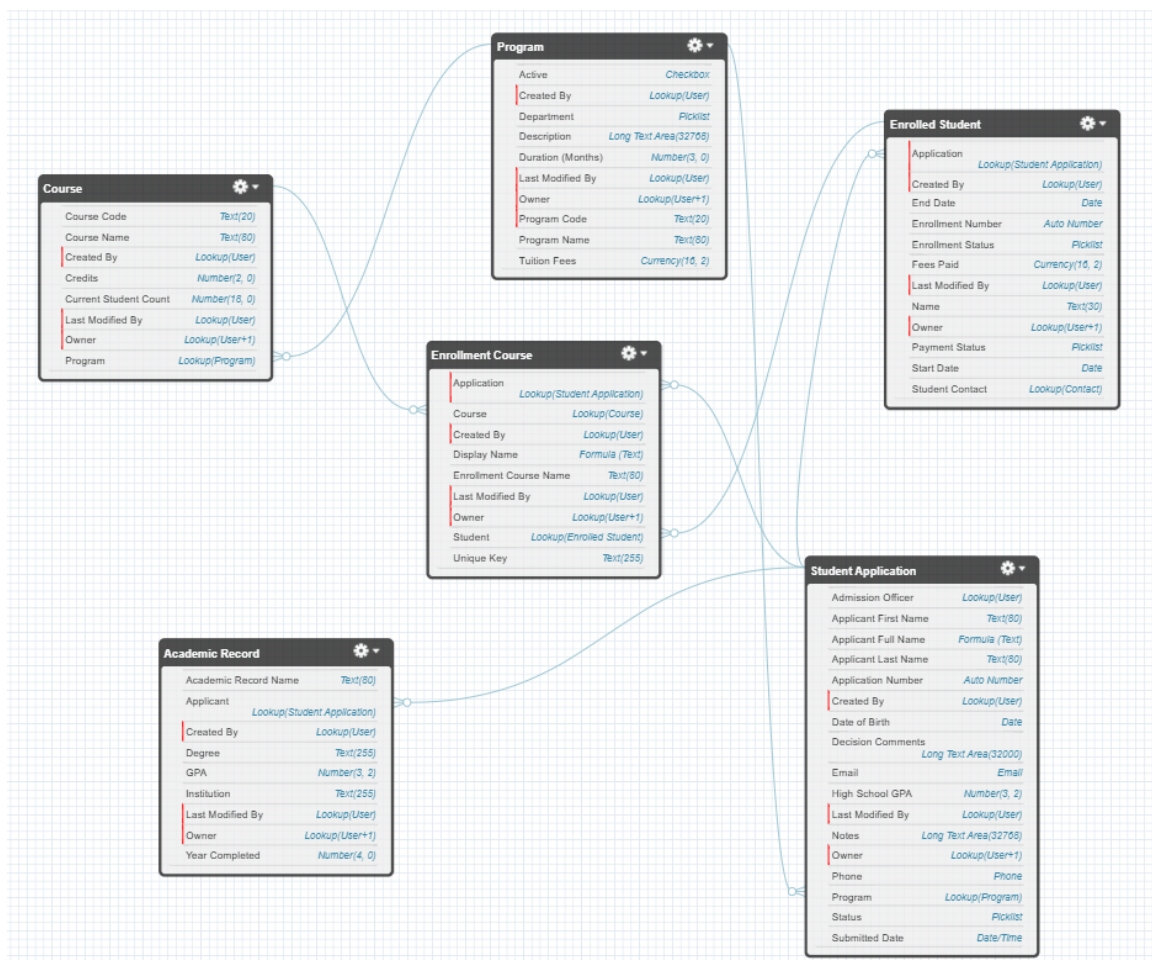 Program
Active Checkbox
Created By Lookup(User)
Department Picklist
Description Long Text Area(32768)
Duration (Months) Number(3, 0)
Last Modified By Lookup(User)
Owner Lookup(User+1)
Program Code Text(20)
Program Name Text(80)
Tuition Fees Currency(16, 2)
Enrolled Student
Application
Lookup(Student Application)
Created By Lookup(User)
End Date Date
Enrollment Number Auto Number
Enrollment Status Picklist
Fees Paid Currency(16, 2)
Last Modified By Lookup(User)
Name Text(30)
Owner Lookup(User+1)
Payment Status Picklist
Start Date Date
Student Contact Lookup(Contact)
Course
Course Code Text(20)
Course Name Text(80)
Created By Lookup(User)
Credits Number(2, 0)
Current Student Count Number(18, 0)
Last Modified By Lookup(User)
Owner Lookup(User+1)
Program Lookup(Program)
Enrollment Course
Application
Lookup(Student Application)
Course Lookup(Course)
Created By Lookup(User)
Display Name Formula (Text)
Enrollment Course Name Text(80)
Last Modified By Lookup(User)
Owner Lookup(User+1)
Student Lookup(Enrolled Student)
Unique Key Text(255)
Student Application
Admission Officer Lookup(User)
Applicant First Name Text(80)
Applicant Full Name Formula (Text)
Applicant Last Name Text(80)
Application Number Auto Number
Created By Lookup(User)
Date of Birth Date
Decision Comments
Long Text Area(32000)
Email Email
High School GPA Number(3, 2)
Last Modified By Lookup(User)
Notes Long Text Area(32768)
Owner Lookup(User+1)
Phone Phone
Program Lookup(Program)
Status Picklist
Submitted Date Date/Time
Academic Record
Academic Record Name Text(80)
Applicant
Lookup(Student Application)
Created By Lookup(User)
Degree Text(255)
GPA Number(3, 2)
Institution Text(255)
Last Modified By Lookup(User)
Owner Lookup(User+1)
Year Completed Number(4, 0)